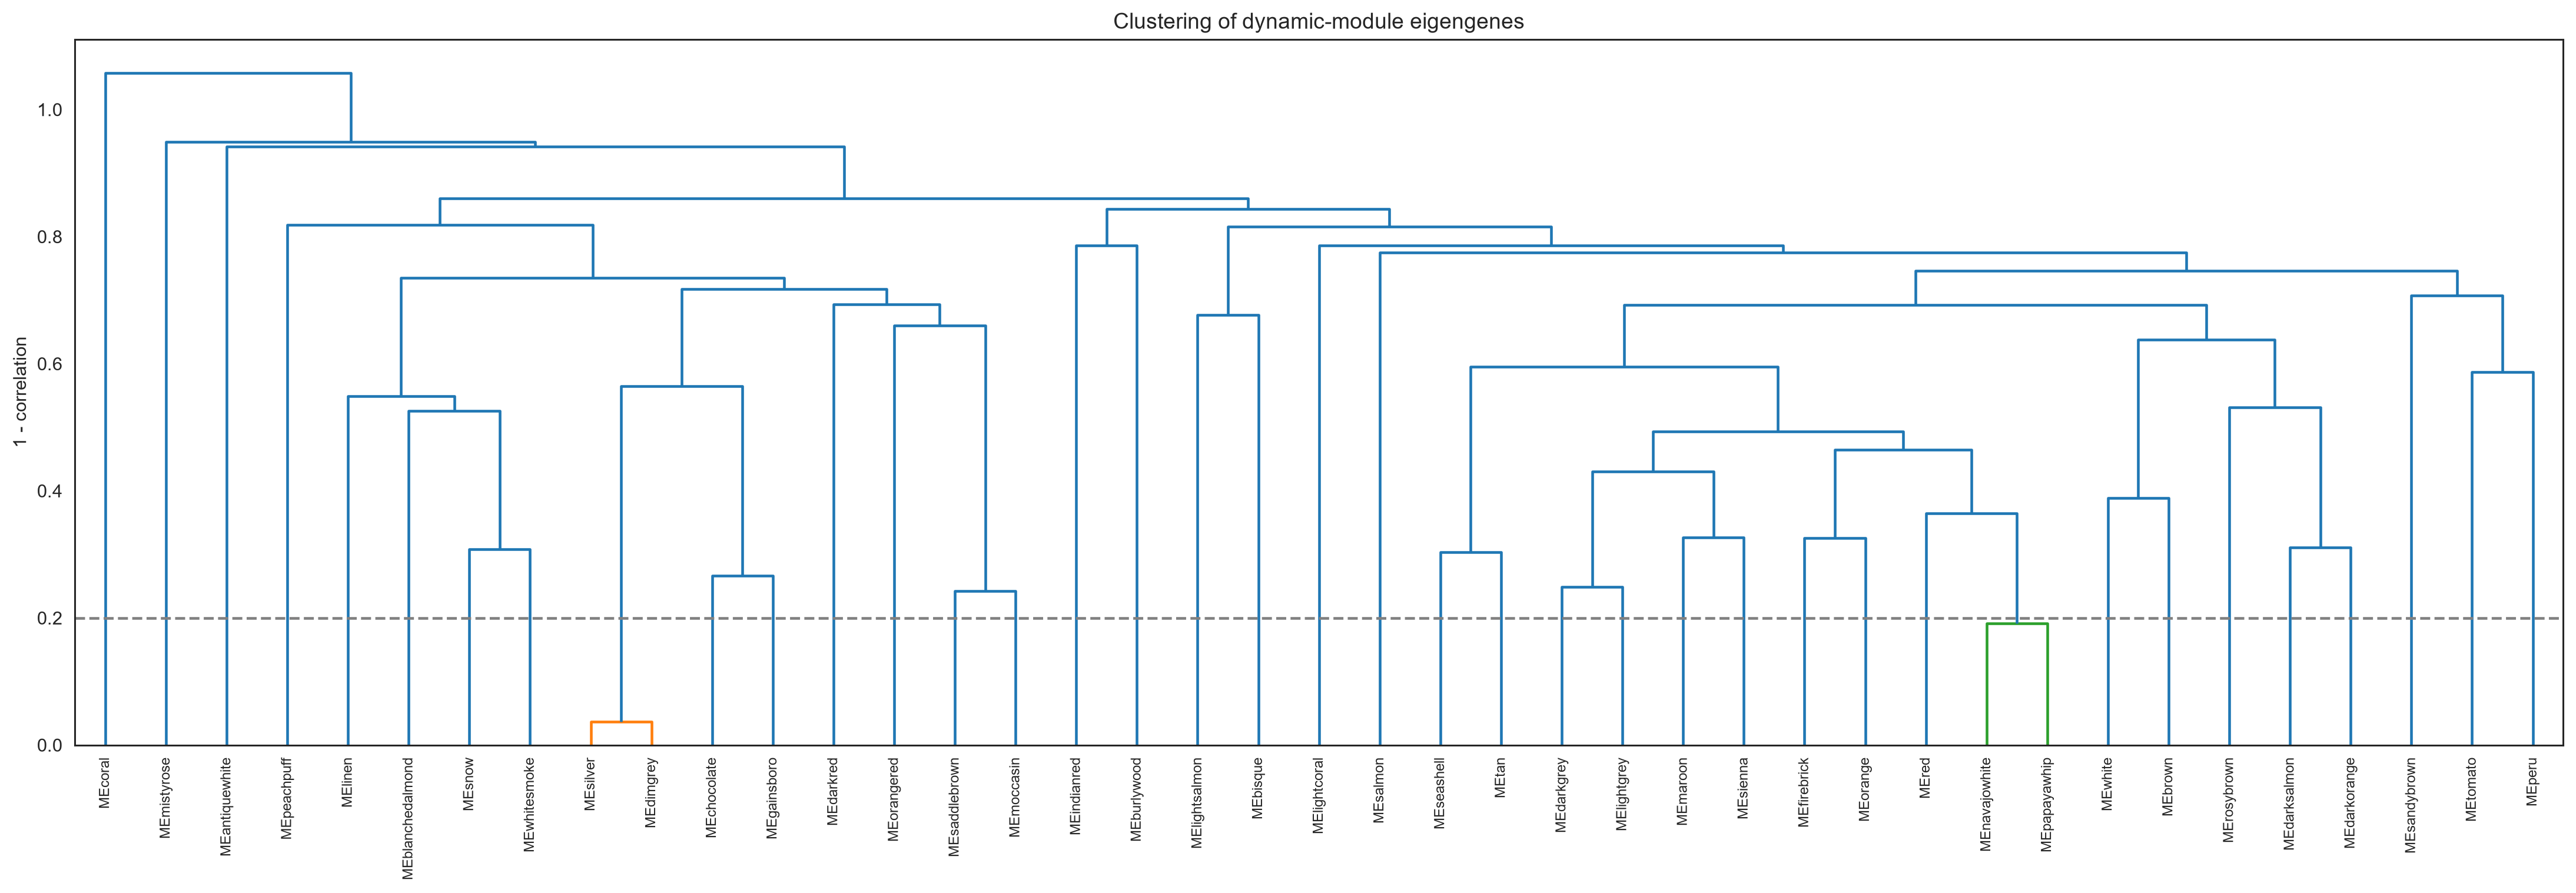 Clustering of dynamic-module eigengenes
1 - correlation
1.0
0.8
0.6
0.4
0.2
0.0
MEcoral
MEmistyrose
MEantiquewhite
MEpeachpuff
MElinen
MEblanchedalmond
MEsnow
MEwhitesmoke
MEsilver
MEdimgrey
MEchocolate
MEgainsboro
MEdarkred
MEorangered
MEsaddlebrown
MEmoccasin
MEindianred
MEburlywood
MElightsalmon
MEbisque
MElightcoral
MEsalmon
MEseashell
MEtan
MEdarkgrey
MElightgrey
MEmaroon
MEsienna
MEfirebrick
MEorange
MEred
MEnavajowhite
MEpapayawhip
MEwhite
MEbrown
MErosybrown
MEdarksalmon
MEdarkorange
MEsandybrown
MEtomato
MEperu